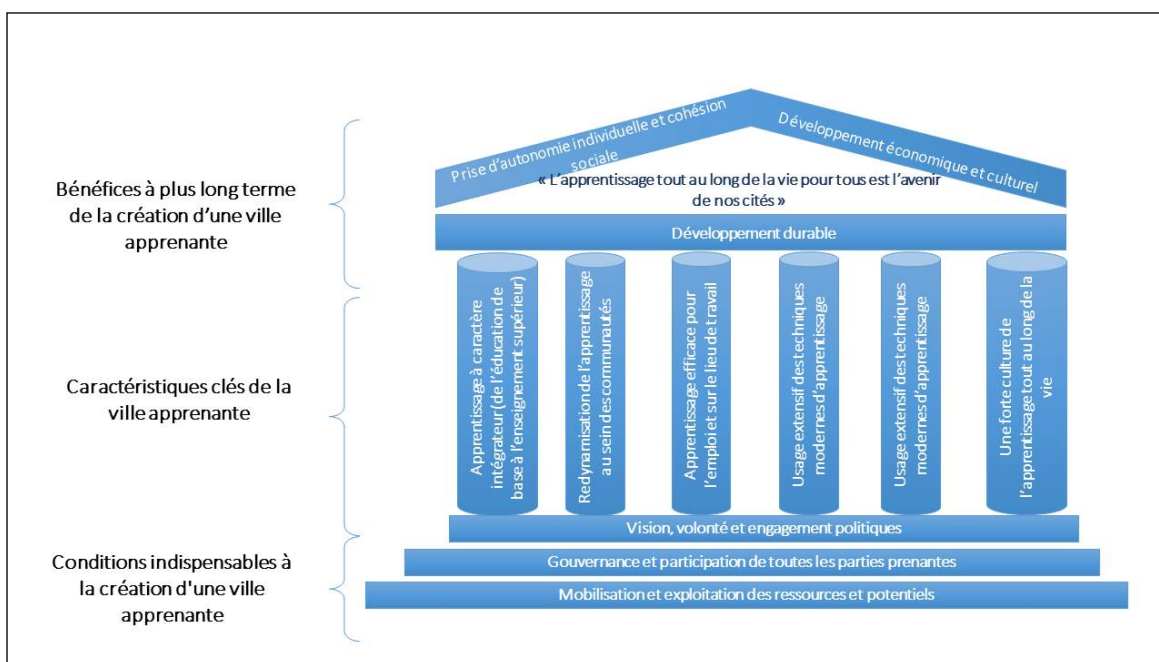 Bénéfices à plus long terme
de la création d'une ville
apprenante
Prise d'autonomie individuelle et cohésion
sociale
Développement économique et culturel
« L'apprentissage tout au long de la vie pour tous est l'avenir
de nos cités »
Développement durable
Caractéristiques clés de la
ville apprenante
Apprentissage à caractère
intégrateur (de l'éducation de
base à l'enseignement supérieur)
Redynamisation de l'apprentissage
au sein des communautés
Apprentissage efficace pour
l'emploi et sur le lieu de travail
Usage extensif des techniques
modernes d'apprentissage
Usage extensif des techniques
modernes d'apprentissage
Une forte culture de
l'apprentissage tout au long de la
vie
Conditions indispensables à
la création d'une ville
apprenante
Vision, volonté et engagement politiques
Gouvernance et participation de toutes les parties prenantes
Mobilisation et exploitation des ressources et potentiels